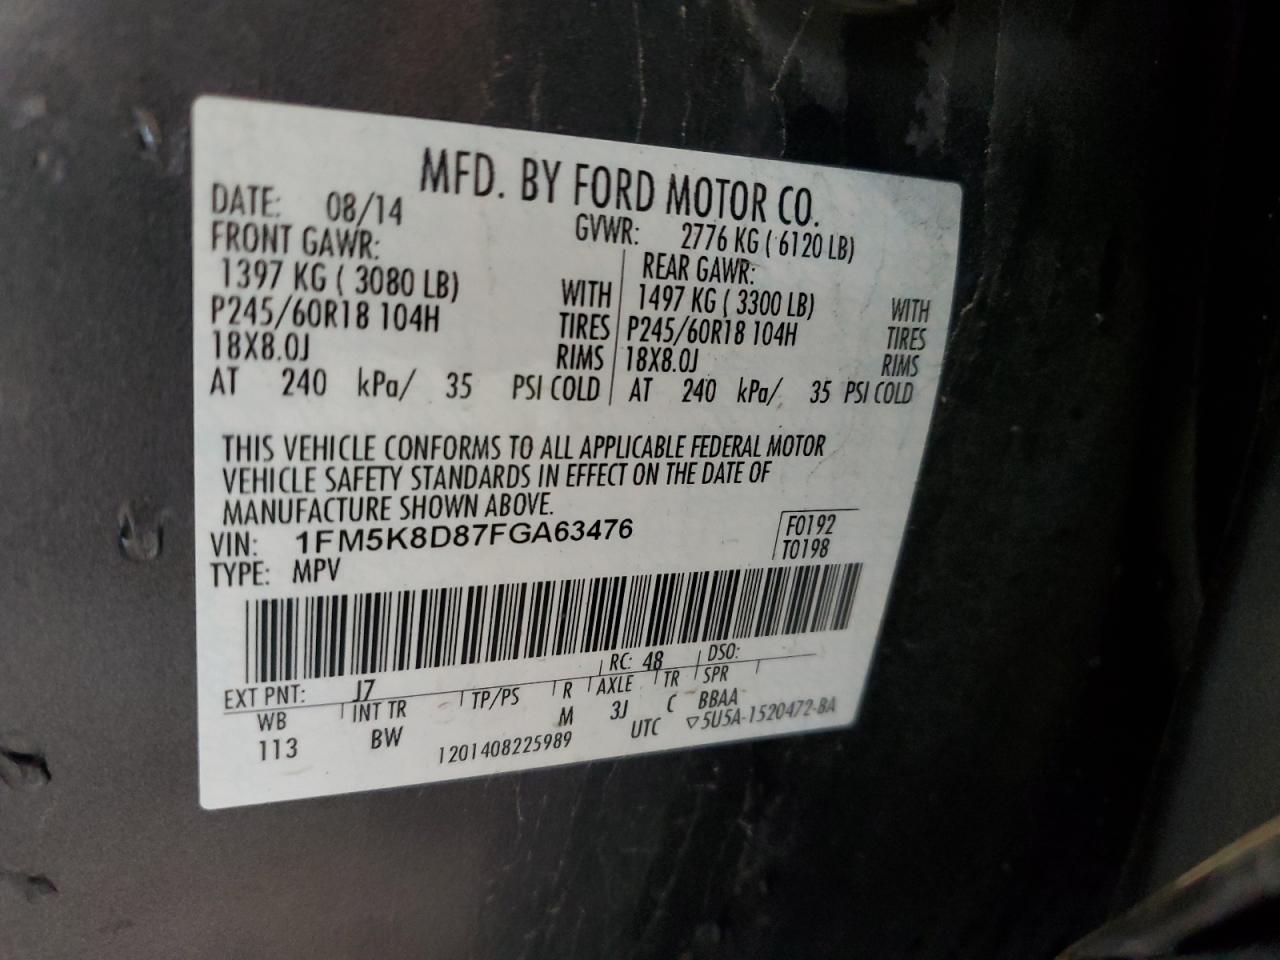 MFD. BY FORD MOTOR CO.
DATE: 08/14 GVWR: 2776 KG ( 6120 LB)
FRONT GAWR: REAR GAWR:
1397 KG ( 3080 LB) WITH 1497 KG ( 3300 LB) WITH
P245/60R18 104H TIRES P245/60R18 104H TIRES
18X8.0J RIMS 18X8.0J RIMS
AT 240 kPa/ 35 PSI COLD AT 240 kPa/ 35 PSI COLD
THIS VEHICLE CONFORMS TO ALL APPLICABLE FEDERAL MOTOR
VEHICLE SAFETY STANDARDS IN EFFECT ON THE DATE OF
MANUFACTURE SHOWN ABOVE.
VIN: 1FM5K8D87FGA63476 F0192
TYPE: MPV T0198
EXT PNT: J7 RC: 48 DSO:
WB INT TR TP/PS R AXLE TR SPR
113 BW M 3J C BBAA
1201408225989 UTC ▽5U5A-1520472-BA